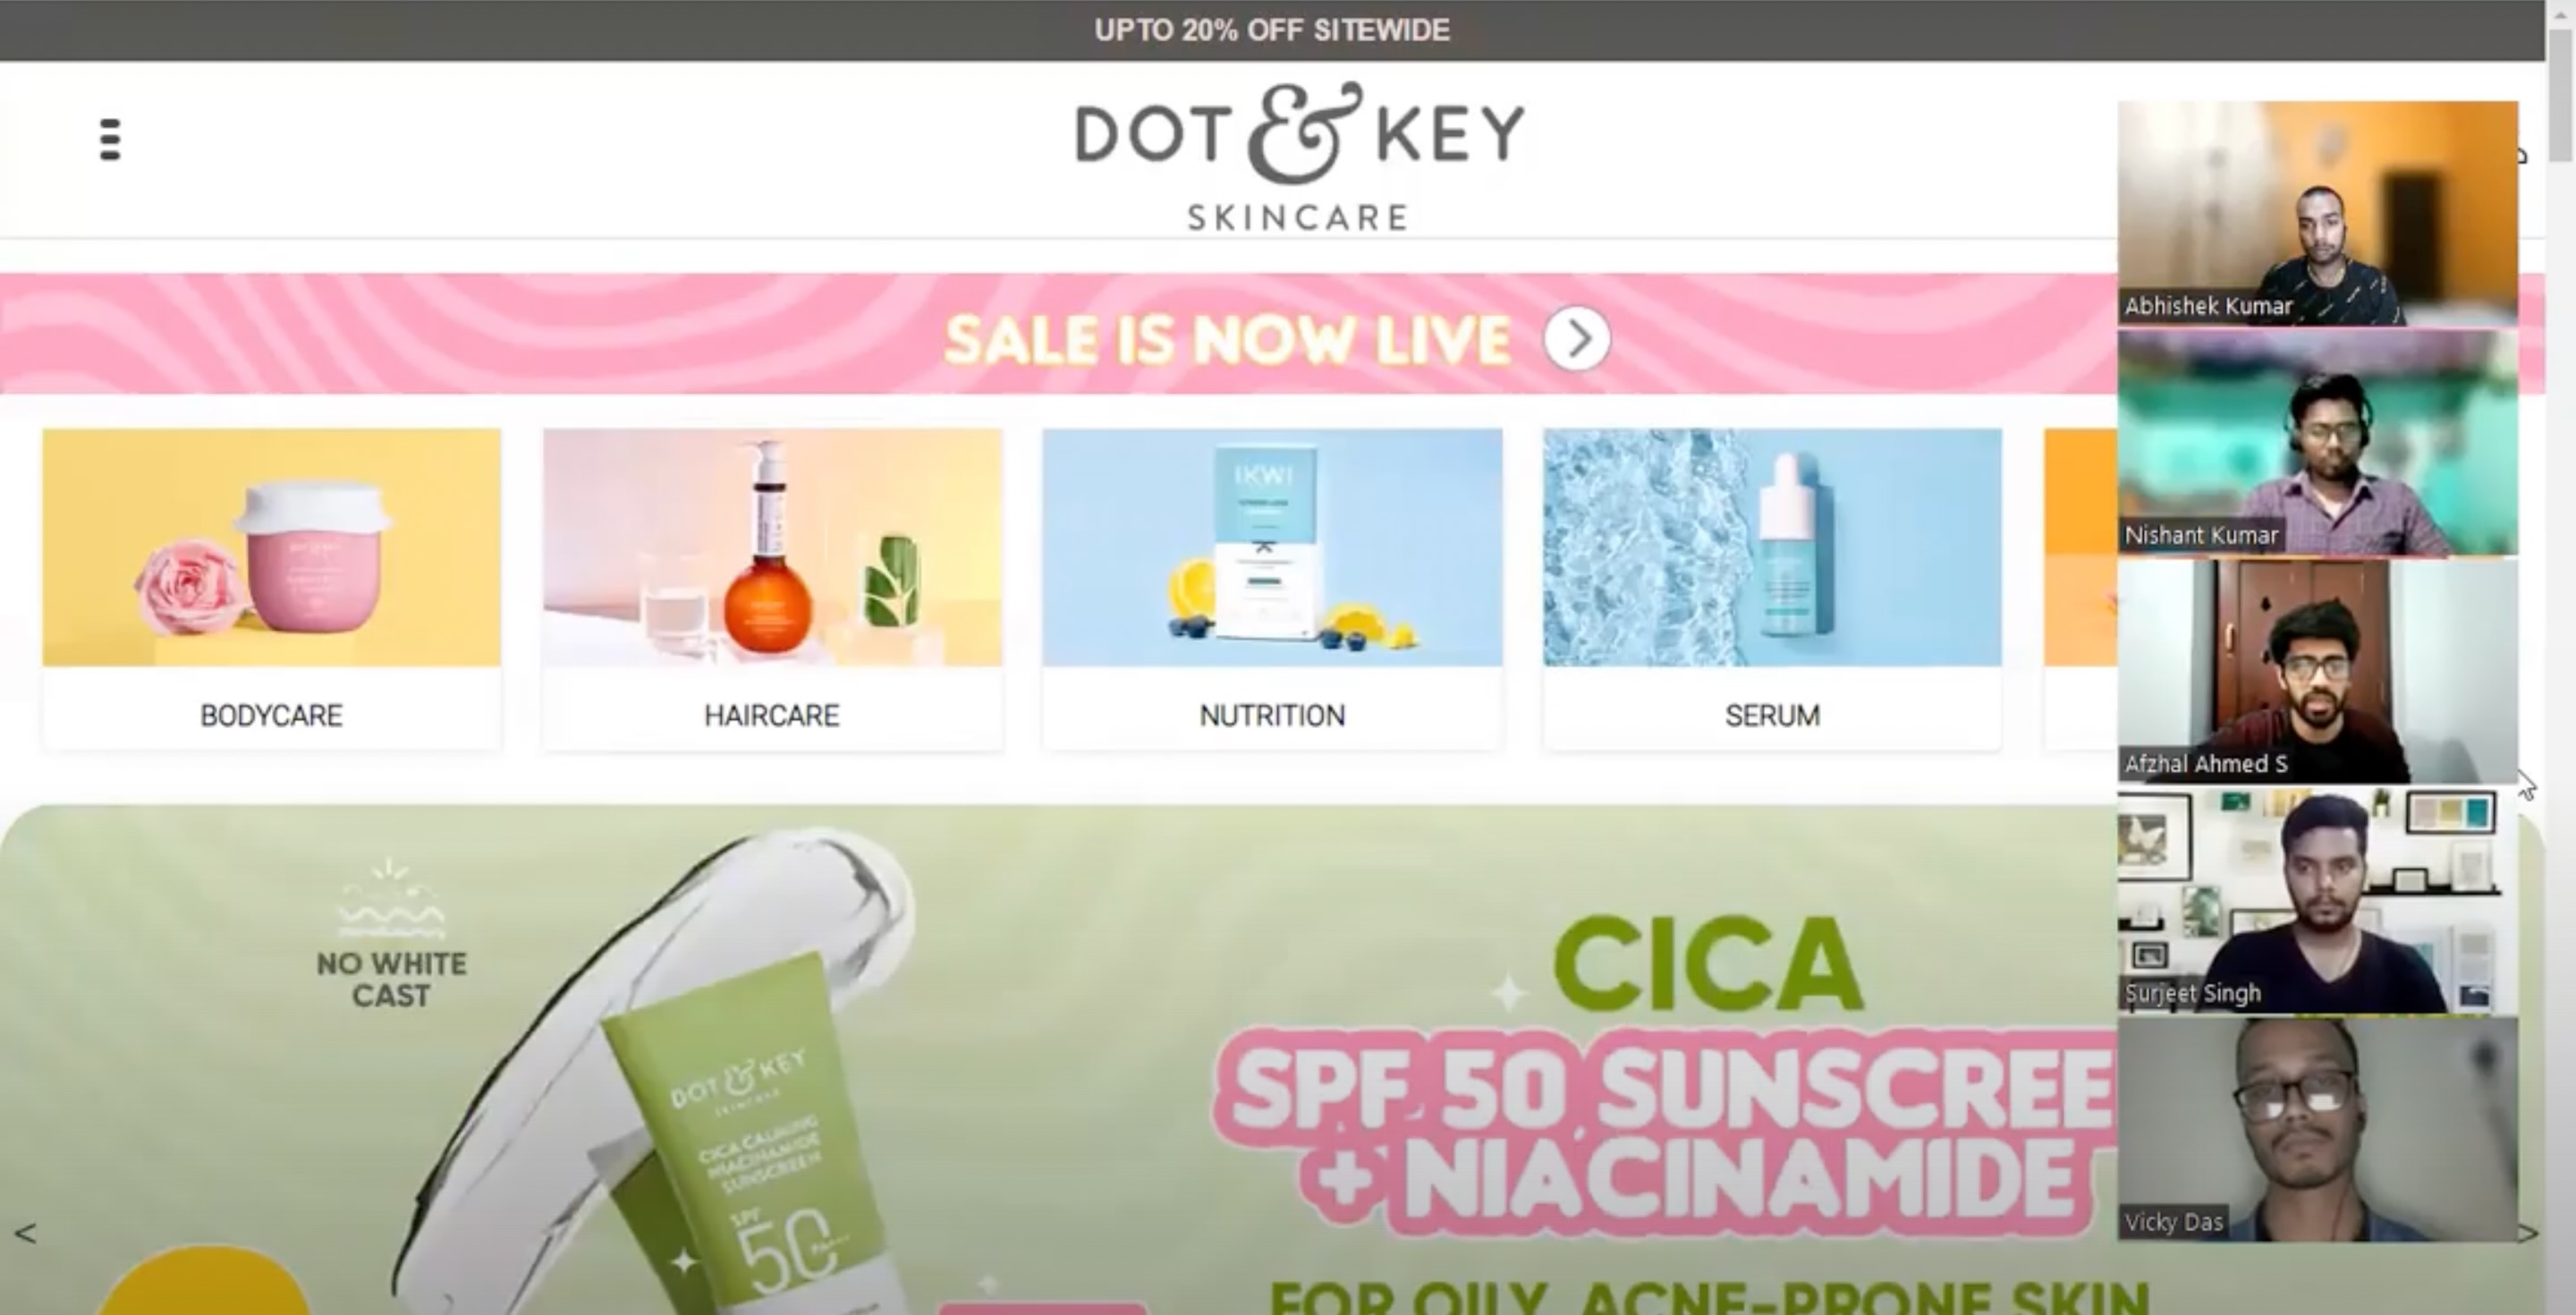 UPTO 20% OFF SITEWIDE
DOT & KEY
SKINCARE
SALE IS NOW LIVE
IKWI
BODYCARE
HAIRCARE
NUTRITION
SERUM
NO WHITE
CAST
DOT & KEY
SKINCARE
CICA CALMING
NIACINAMIDE
SUNSCREEN
SPF
50
CICA
SPF 50 SUNSCREE
+ NIACINAMIDE
FOR OILY, ACNE-PRONE SKIN
Abhishek Kumar
Nishant Kumar
Afzhal Ahmed S
Surjeet Singh
Vicky Das